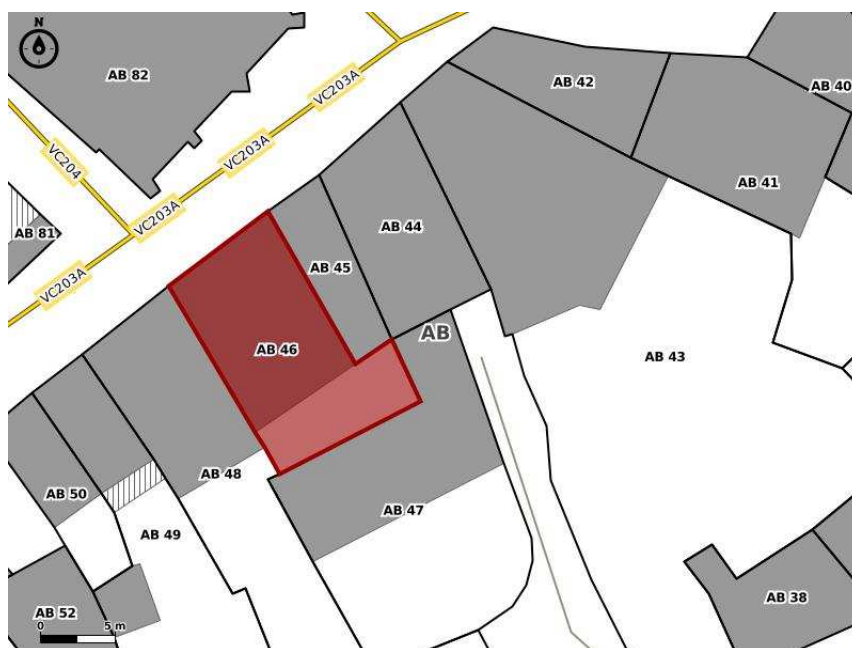 N
AB 82
AB 42
AB 40
VC203A
VC203A
VC204
AB 41
VC203A
AB 81
AB 44
AB 45
VC203A
AB
AB 46
AB 43
AB 48
AB 50
AB 47
AB 49
AB 38
AB 52
0 5 m